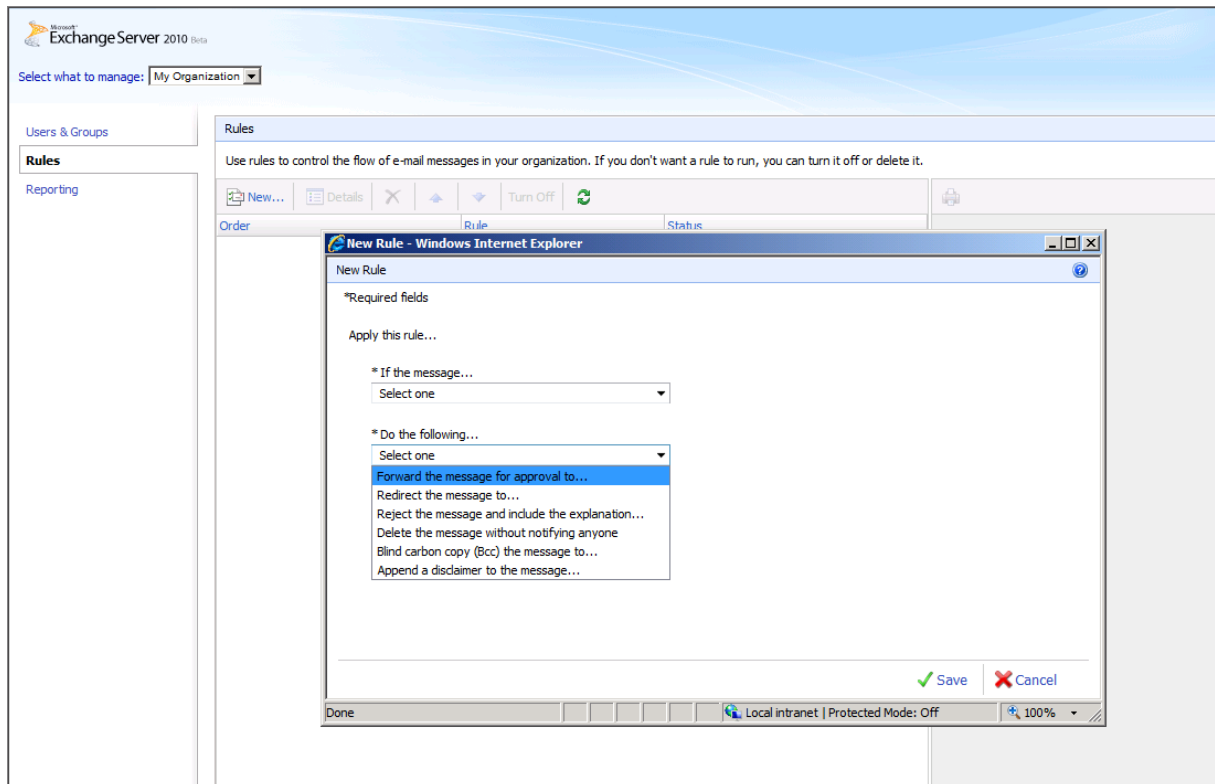 Microsoft
Exchange Server 2010 Beta
Select what to manage: My Organization
Users & Groups
Rules
Reporting
Rules
Use rules to control the flow of e-mail messages in your organization. If you don't want a rule to run, you can turn it off or delete it.
New... Details Turn Off
Order Rule Status
New Rule - Windows Internet Explorer
New Rule
*Required fields
Apply this rule...
* If the message...
Select one
* Do the following...
Select one
Forward the message for approval to...
Redirect the message to...
Reject the message and include the explanation...
Delete the message without notifying anyone
Blind carbon copy (Bcc) the message to...
Append a disclaimer to the message...
Save Cancel
Done Local intranet | Protected Mode: Off 100%